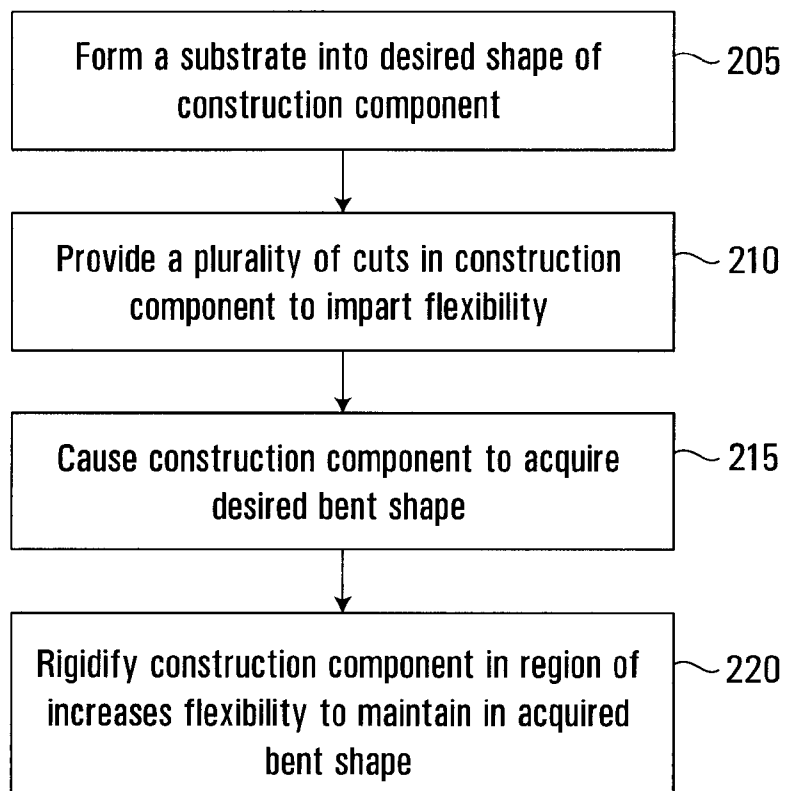 Form a substrate into desired shape of
construction component
205
Provide a plurality of cuts in construction
component to impart flexibility
210
Cause construction component to acquire
desired bent shape
215
Rigidify construction component in region of
increases flexibility to maintain in acquired
bent shape
220